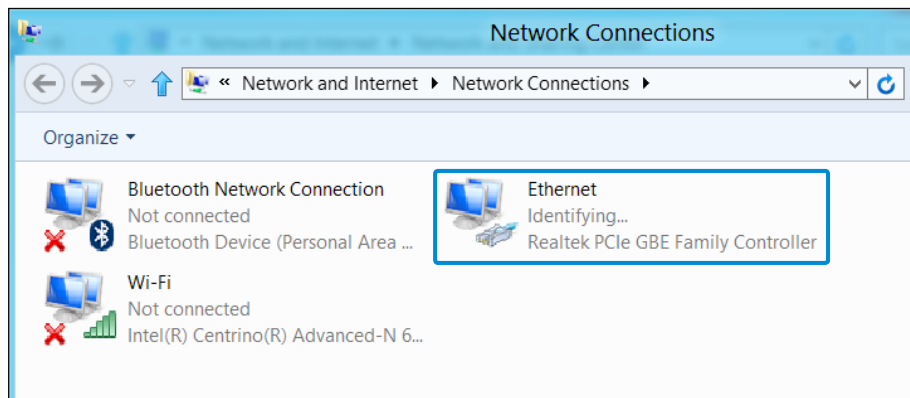 Network Connections
« Network and Internet Network Connections
Organize
Bluetooth Network Connection
Not connected
Bluetooth Device (Personal Area ...
Ethernet
Identifying...
Realtek PCIe GBE Family Controller
Wi-Fi
Not connected
Intel(R) Centrino(R) Advanced-N 6...